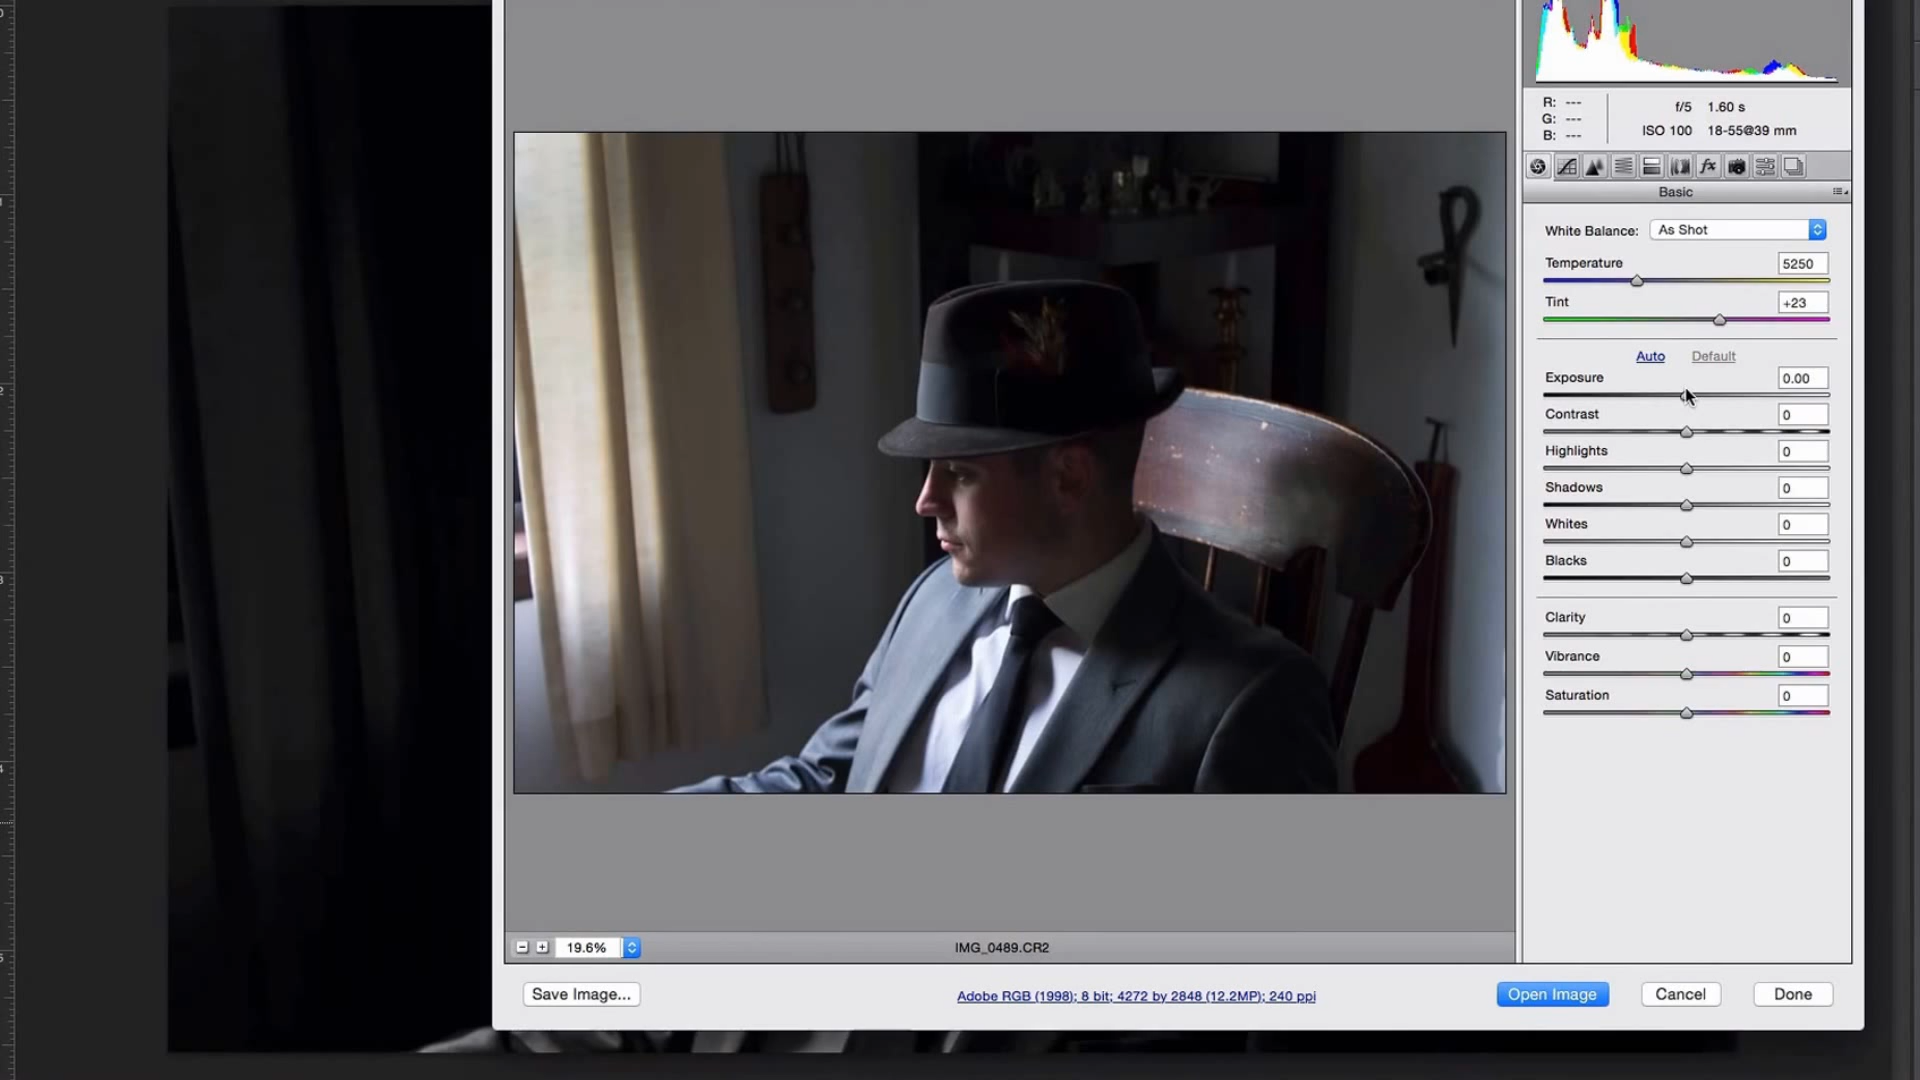 R: ---
G: ---
B: ---
f/5 1.60 s
ISO 100 18-55@39 mm
fx
Basic
White Balance: As Shot
Temperature 5250
Tint +23
Auto Default
Exposure 0.00
Contrast 0
Highlights 0
Shadows 0
Whites 0
Blacks 0
Clarity 0
Vibrance 0
Saturation 0
19.6%
IMG_0489.CR2
Save Image...
Adobe RGB (1998); 8 bit; 4272 by 2848 (12.2MP); 240 ppi
Open Image
Cancel
Done